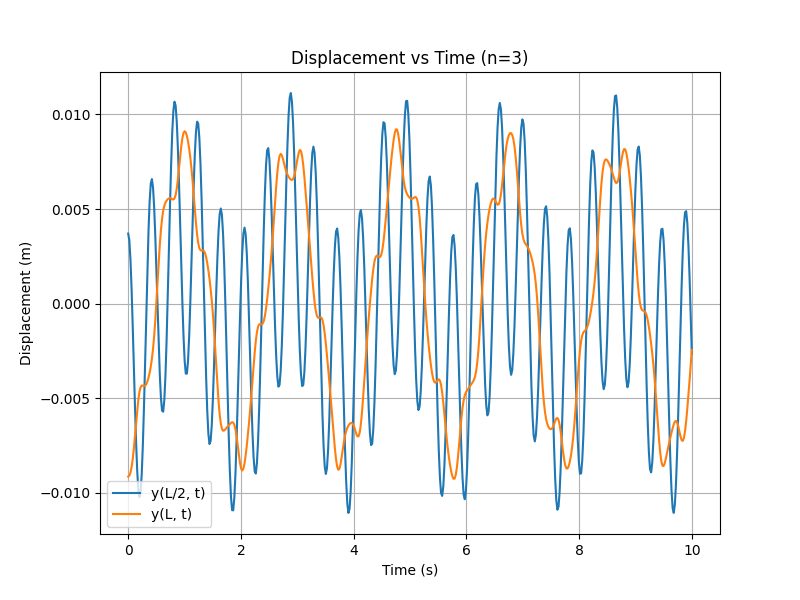 Displacement vs Time (n=3)
Displacement (m)
0.010
0.005
0.000
−0.005
−0.010
y(L/2, t)
y(L, t)
0 2 4 6 8 10
Time (s)